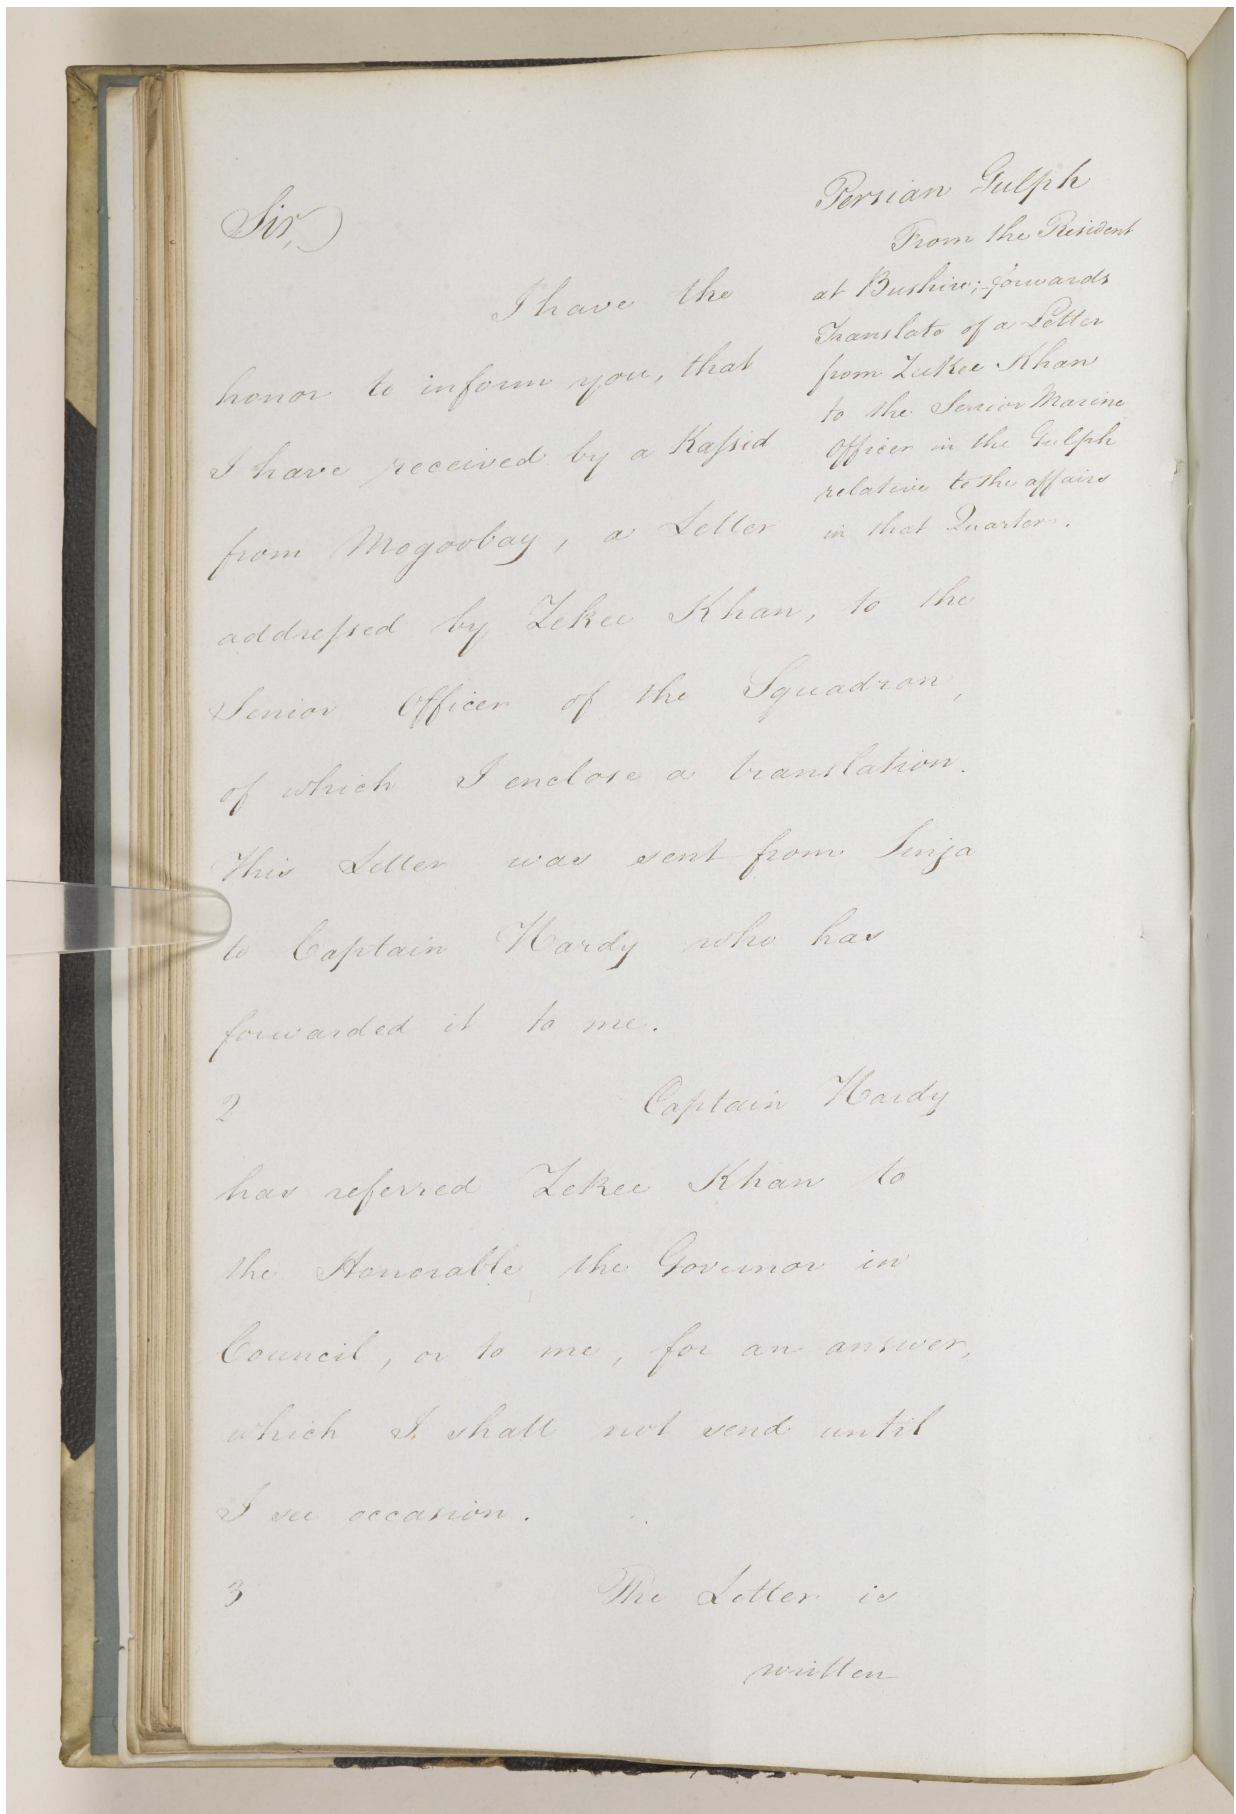 Persian Gulph
From the Resident
at Bushire; forwards
Translate of a Letter
from Zeekee Khan
to the Senior Marine
Officer in the Gulph
relative to the affairs
in that Quarter.
Sir,
I have the
honor to inform you, that
I have received by a Kaſsid
from Mogoobay, a Letter
addreſsed by Zekee Khan, to the
Senior Officer of the Squadron,
of which I enclose a translation.
This Letter was sent from Linja
to Captain Hardy who has
forwarded it to me.
2 Captain Hardy
has referred Zekee Khan to
the Honorable the Governor in
Council, or to me, for an answer,
which I shall not send until
I see occasion.
3 The Letter is
written